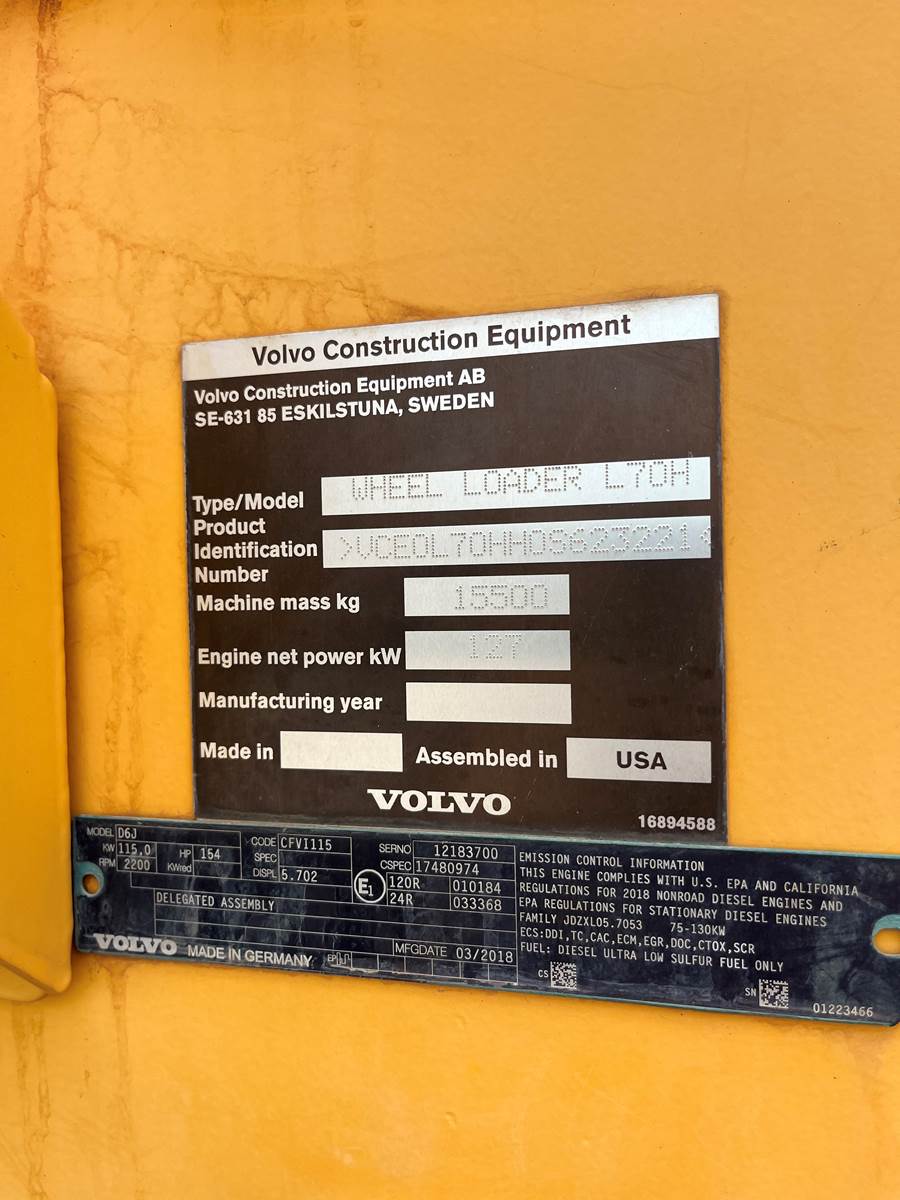 Volvo Construction Equipment
Volvo Construction Equipment AB
SE-631 85 ESKILSTUNA, SWEDEN
Type/Model WHEEL LOADER L70H
Product
Identification >VCE0L70HH0S623221<
Number
Machine mass kg 15500
Engine net power kW 127
Manufacturing year
Made in Assembled in USA
VOLVO
16894588
MODEL D6J
KW 115,0 HP 154
RPM 2200 KWred
CODE CFVI115
SPEC
DISPL 5.702
DELEGATED ASSEMBLY
SERNO 12183700
CSPEC 17480974
E1 120R 010184
24R 033368
VOLVO MADE IN GERMANY
MFGDATE 03/2018
EMISSION CONTROL INFORMATION
THIS ENGINE COMPLIES WITH U.S. EPA AND CALIFORNIA
REGULATIONS FOR 2018 NONROAD DIESEL ENGINES AND
EPA REGULATIONS FOR STATIONARY DIESEL ENGINES
FAMILY JDZXL05.7053 75-130KW
ECS:DDI,TC,CAC,ECM,EGR,DOC,CTOX,SCR
FUEL: DIESEL ULTRA LOW SULFUR FUEL ONLY
CS SN 01223466